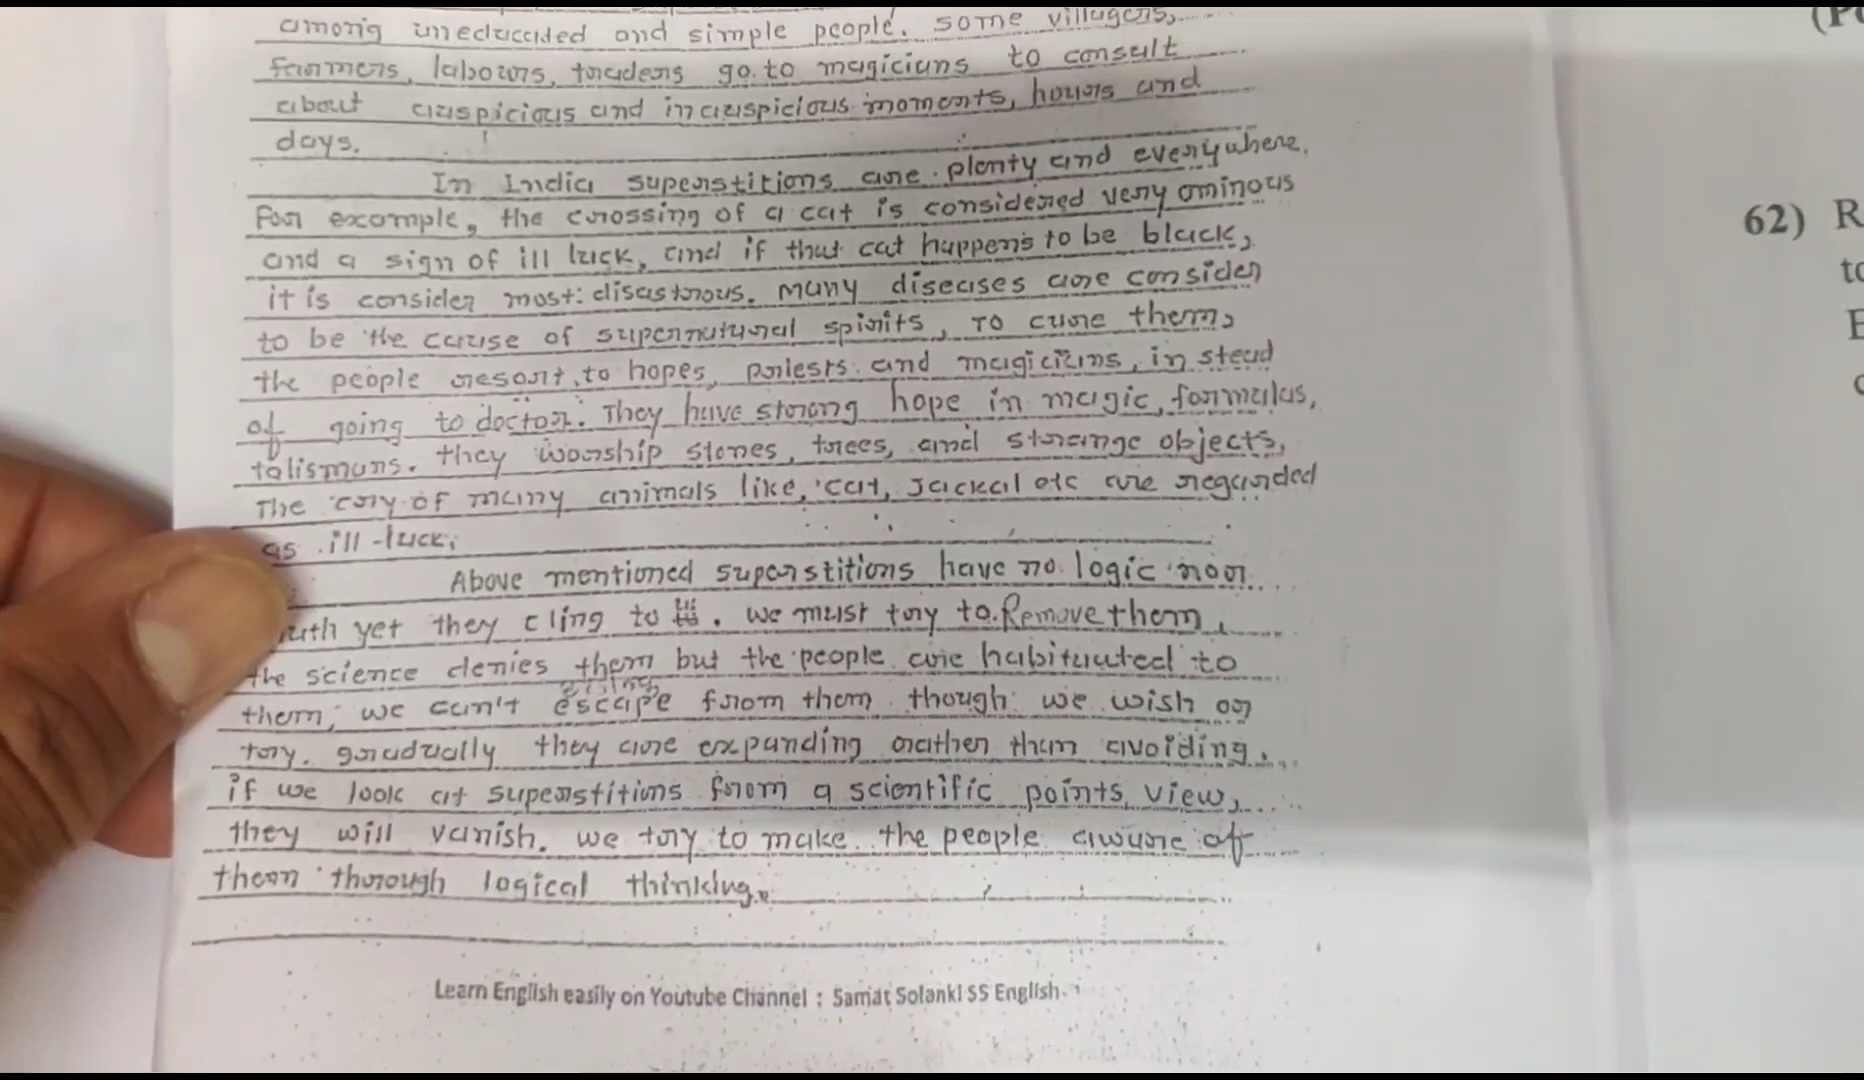 among uneducated and simple people. some villagers,
farmers, labours, traders go to magicians to consult
about auspicious and inauspicious moments, hours and
days.
In India superstitions are plenty and everywhere.
For example, the crossing of a cat is considered very ominous
and a sign of ill luck, and if that cat happens to be black,
it is consider most disastrous. Many diseases are consider
to be the cause of supernatural spirits, To cure them,
the people resort to hopes, priests and magicians, in stead
of going to doctor. They have strong hope in magic, formulas,
talismans. they worship stones, trees, and strange objects,
The cry of many animals like, cat, Jackal etc are regarded
as ill-luck.
Above mentioned superstitions have no logic noor
yet they cling to. we must try to Remove them,
the science denies them but the people are habituated to
them, we can't escape from them though we wish or
try. gradually they are expanding rather than avoiding.
if we look at superstitions from a scientific points view,
they will vanish. we try to make the people aware of
them thorough logical thinking.
Learn English easily on Youtube Channel : Samat Solanki SS English
62) R